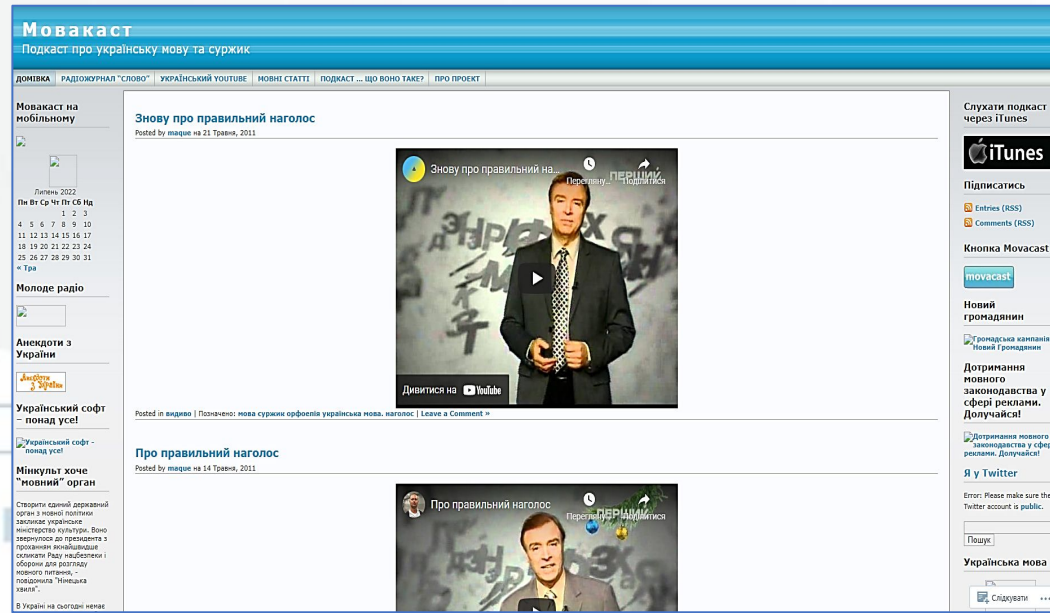 Мовакаст
Подкаст про українську мову та суржик
ДОМІВКА РАДІОЖУРНАЛ "СЛОВО" УКРАЇНСЬКИЙ YOUTUBE МОВНІ СТАТТІ ПОДКАСТ ... ЩО ВОНО ТАКЕ? ПРО ПРОЕКТ
Мовакаст на
мобільному
Липень 2022
Пн Вт Ср Чт Пт Сб Нд
1 2 3
4 5 6 7 8 9 10
11 12 13 14 15 16 17
18 19 20 21 22 23 24
25 26 27 28 29 30 31
« Тра
Молоде радіо
Анекдоти з
України
Анекдоти
з України
Український софт
– понад усе!
Український софт –
понад усе!
Мінкульт хоче
"мовний" орган
Створити єдиний державний
орган з мовної політики
закликає українське
міністерство культури. Воно
звернулося до президента з
проханням якнайшвидше
скликати Раду нацбезпеки і
оборони для розгляду
мовного питання, –
повідомила "Німецька
хвиля".
В Україні на сьогодні немає
Знову про правильний наголос
Posted by maque на 21 Травня, 2011
Знову про правильний на...
Перегляну... Поділитися
ПЕРШИЙ
Дивитися на YouTube
Posted in видиво | Позначено: мова суржик орфоепія українська мова. наголос | Leave a Comment »
Про правильний наголос
Posted by maque на 14 Травня, 2011
Про правильний наголос
Перегляну... Поділитися
ПЕРШИЙ
Слухати подкаст
через iTunes
iTunes
Підписатись
Entries (RSS)
Comments (RSS)
Кнопка Movacast
movacast
Новий
громадянин
Громадська кампанія
Новий Громадянин
Дотримання
мовного
законодавства у
сфері реклами.
Долучайся!
Дотримання мовного
законодавства у сфері
реклами. Долучайся!
Я у Twitter
Error: Please make sure the
Twitter account is public.
Пошук
Українська мова
Слідкувати ...